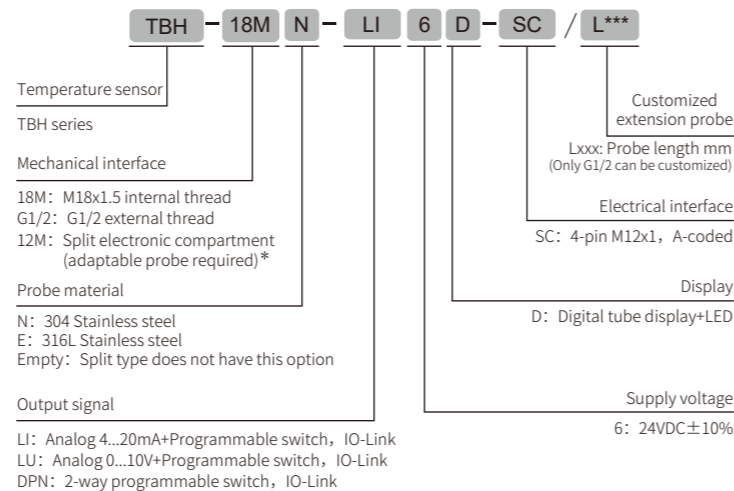 TBH-18MN-LI6D-SC/L***
Temperature sensor
TBH series
Mechanical interface
18M：M18x1.5 internal thread
G1/2：G1/2 external thread
12M：Split electronic compartment
(adaptable probe required)*
Probe material
N：304 Stainless steel
E：316L Stainless steel
Empty：Split type does not have this option
Output signal
LI：Analog 4...20mA+Programmable switch，IO-Link
LU：Analog 0...10V+Programmable switch，IO-Link
DPN：2-way programmable switch，IO-Link
Customized
extension probe
Lxxx: Probe length mm
(Only G1/2 can be customized)
Electrical interface
SC：4-pin M12x1，A-coded
Display
D：Digital tube display+LED
Supply voltage
6：24VDC±10%